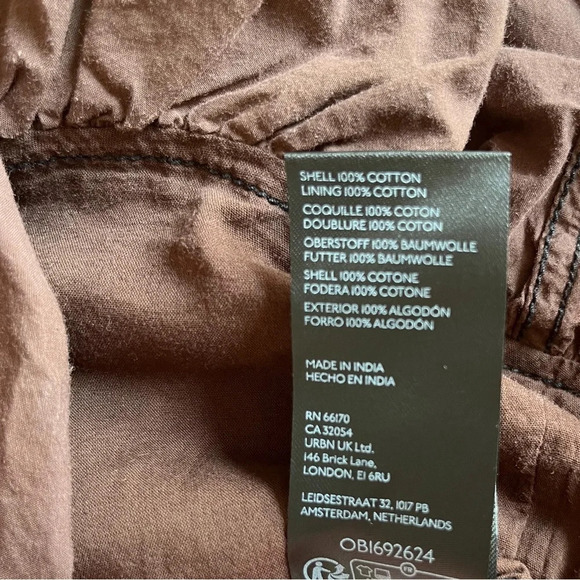 SHELL 100% COTTON
LINING 100% COTTON
COQUILLE 100% COTON
DOUBLURE 100% COTON
OBERSTOFF 100% BAUMWOLLE
FUTTER 100% BAUMWOLLE
SHELL 100% COTONE
FODERA 100% COTONE
EXTERIOR 100% ALGODÓN
FORRO 100% ALGODÓN
MADE IN INDIA
HECHO EN INDIA
RN 66170
CA 32054
URBN UK Ltd.
146 Brick Lane,
LONDON, E1 6RU
LEIDSESTRAAT 32, 1017 PB
AMSTERDAM, NETHERLANDS
OB1692624